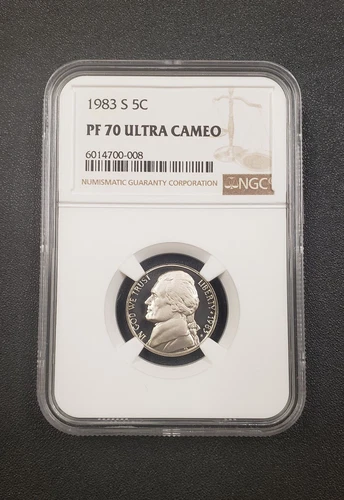 1983 S 5C
PF 70 ULTRA CAMEO
6014700-008
NUMISMATIC GUARANTY CORPORATION
NGC
IN GOD WE TRUST
LIBERTY 1983